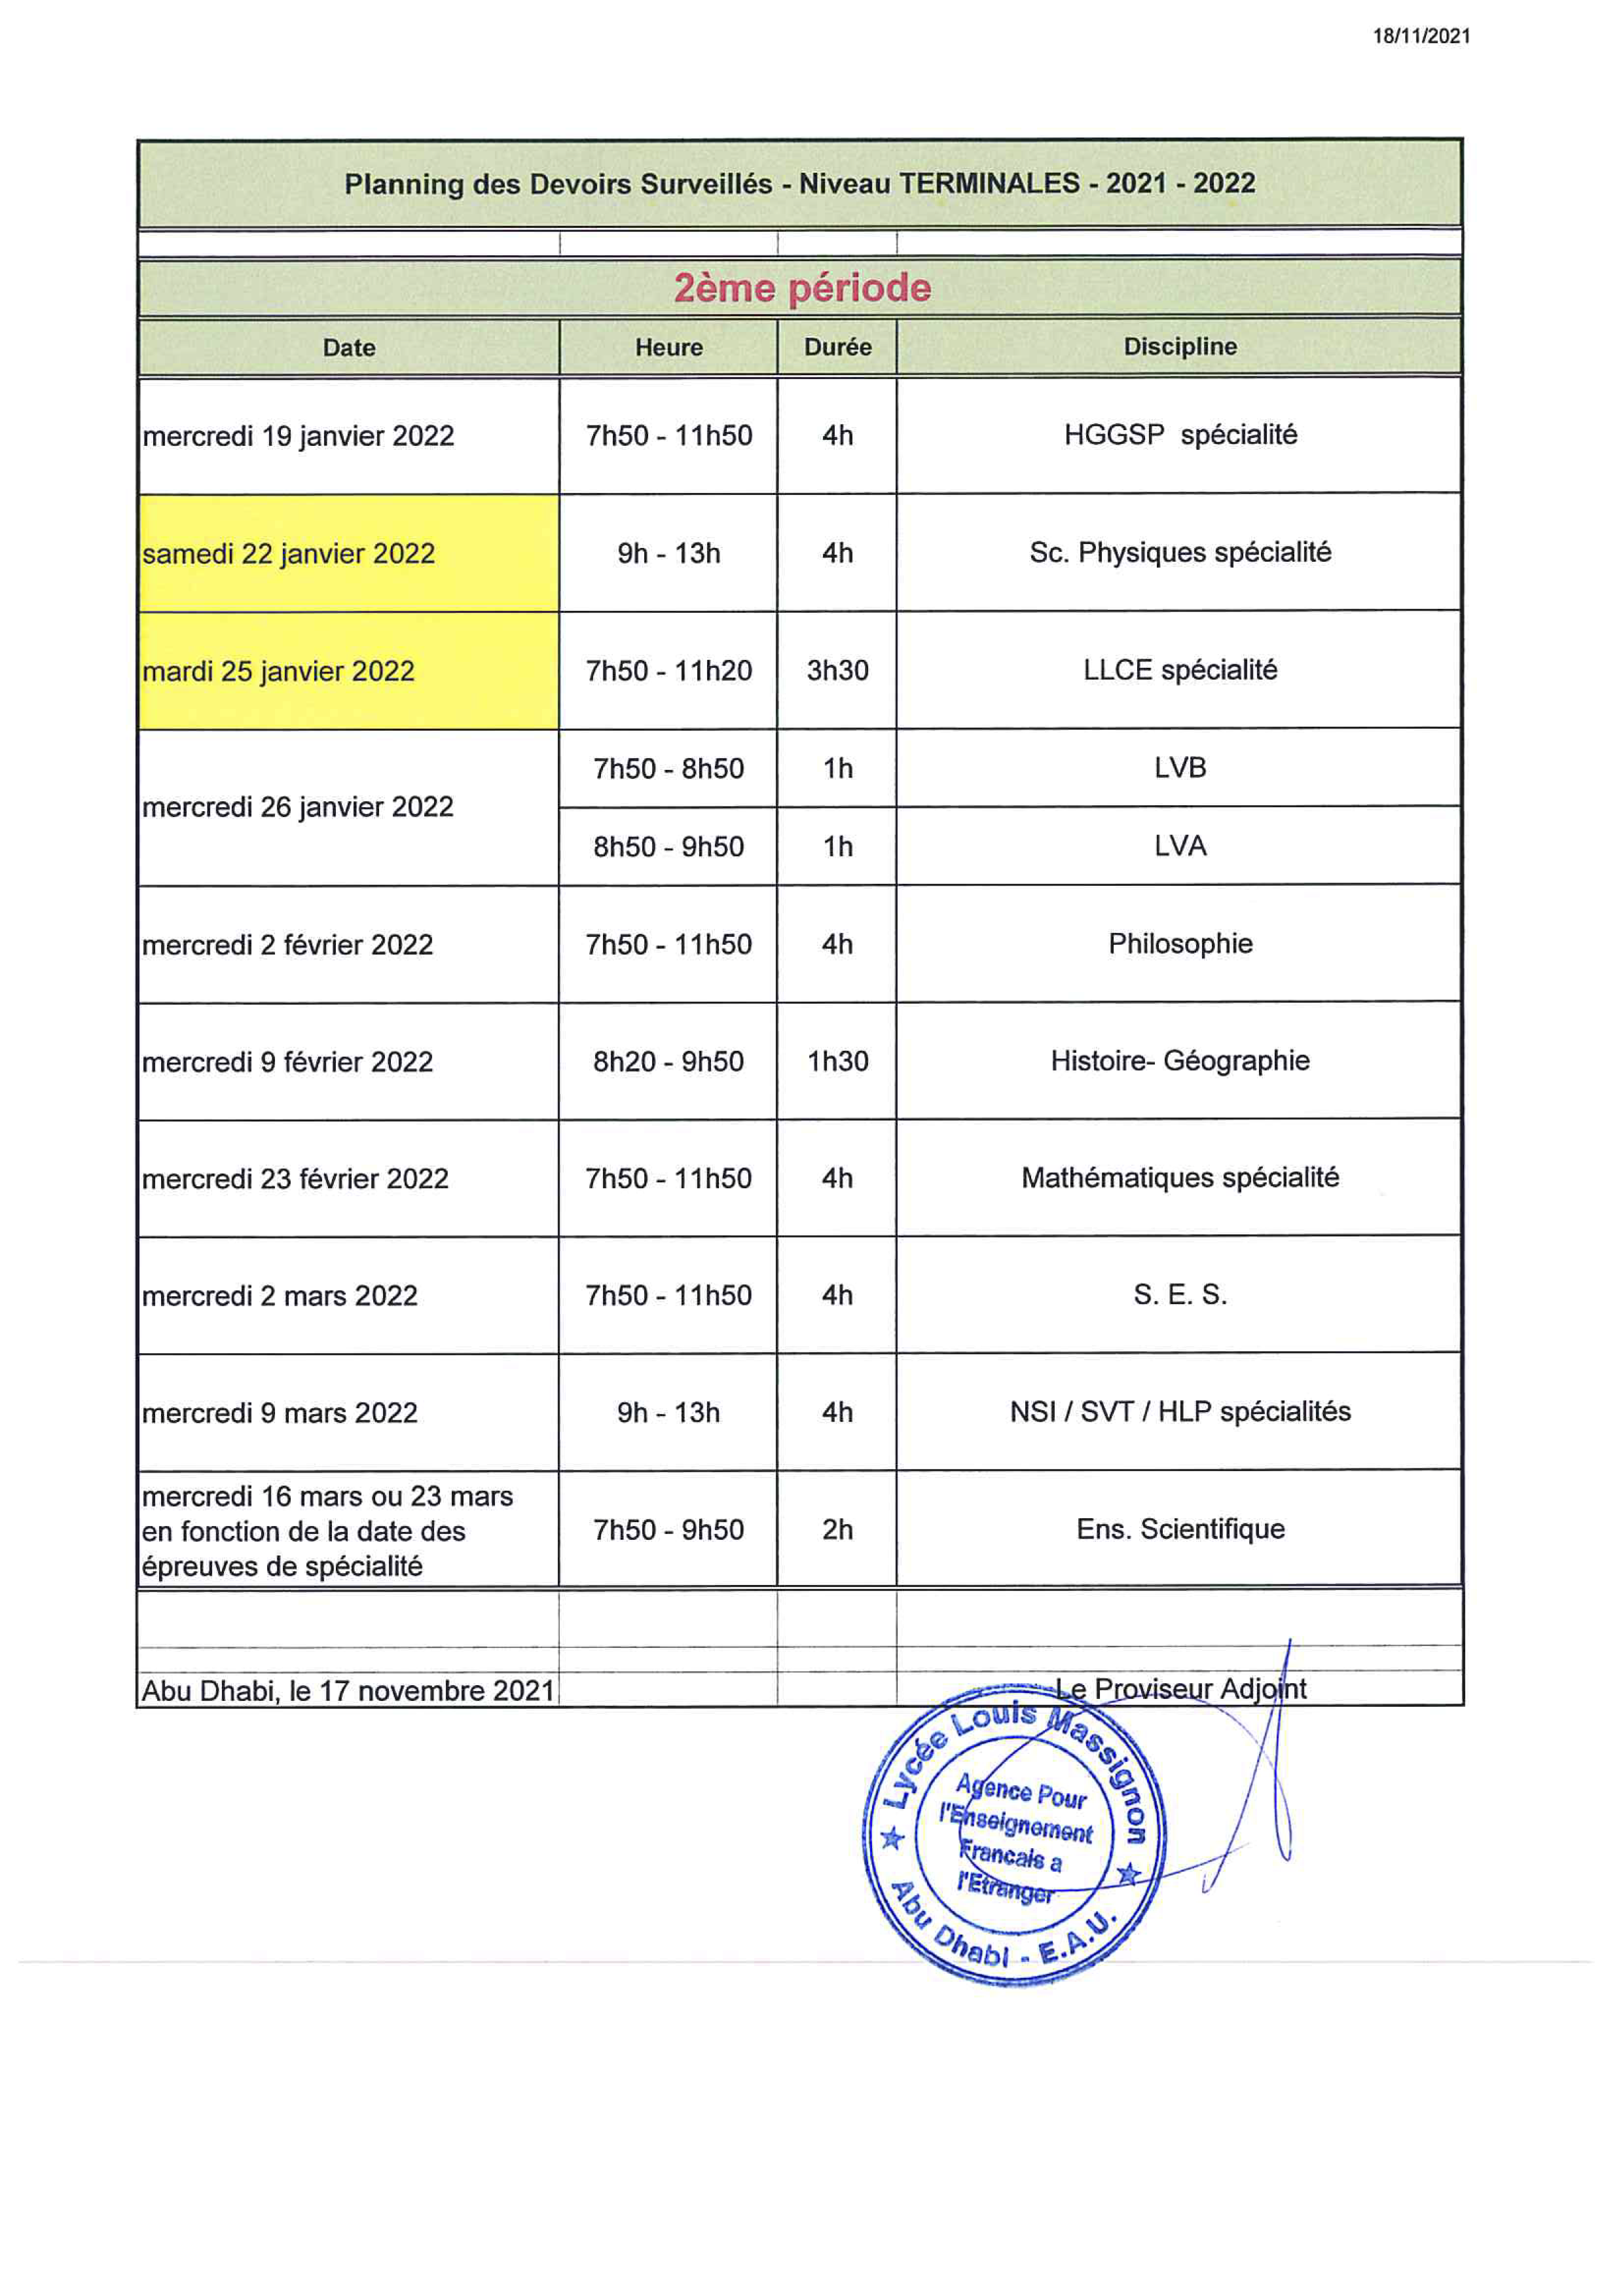 18/11/2021
Planning des Devoirs Surveillés - Niveau TERMINALES - 2021 - 2022
2ème période
Date Heure Durée Discipline
mercredi 19 janvier 2022 7h50 - 11h50 4h HGGSP spécialité
samedi 22 janvier 2022 9h - 13h 4h Sc. Physiques spécialité
mardi 25 janvier 2022 7h50 - 11h20 3h30 LLCE spécialité
mercredi 26 janvier 2022
7h50 - 8h50 1h LVB
8h50 - 9h50 1h LVA
mercredi 2 février 2022 7h50 - 11h50 4h Philosophie
mercredi 9 février 2022 8h20 - 9h50 1h30 Histoire- Géographie
mercredi 23 février 2022 7h50 - 11h50 4h Mathématiques spécialité
mercredi 2 mars 2022 7h50 - 11h50 4h S. E. S.
mercredi 9 mars 2022 9h - 13h 4h NSI / SVT / HLP spécialités
mercredi 16 mars ou 23 mars
en fonction de la date des
épreuves de spécialité
7h50 - 9h50 2h Ens. Scientifique
Abu Dhabi, le 17 novembre 2021 Le Proviseur Adjoint
Lycée Louis Massignon
Agence Pour
l'Enseignement
Francais a
l'Etranger
Abu Dhabi - E.A.U.